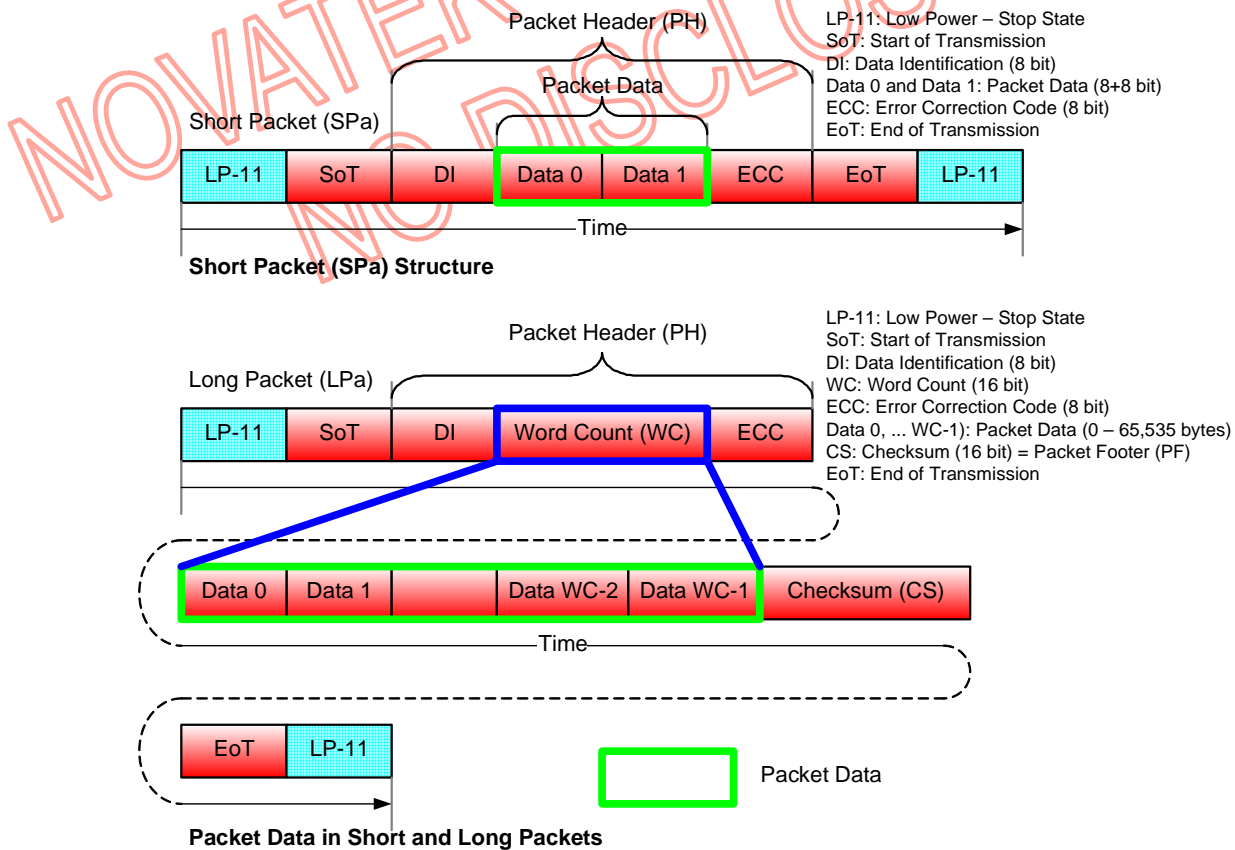 NOVATEK
NO DISCLOS
Packet Header (PH)
Packet Data
Short Packet (SPa)
LP-11: Low Power – Stop State
SoT: Start of Transmission
DI: Data Identification (8 bit)
Data 0 and Data 1: Packet Data (8+8 bit)
ECC: Error Correction Code (8 bit)
EoT: End of Transmission
LP-11 SoT DI Data 0 Data 1 ECC EoT LP-11
Time
Short Packet (SPa) Structure
Packet Header (PH)
Long Packet (LPa)
LP-11: Low Power – Stop State
SoT: Start of Transmission
DI: Data Identification (8 bit)
WC: Word Count (16 bit)
ECC: Error Correction Code (8 bit)
Data 0, ... WC-1): Packet Data (0 – 65,535 bytes)
CS: Checksum (16 bit) = Packet Footer (PF)
EoT: End of Transmission
LP-11 SoT DI Word Count (WC) ECC
Data 0 Data 1 Data WC-2 Data WC-1 Checksum (CS)
Time
EoT LP-11
Packet Data
Packet Data in Short and Long Packets